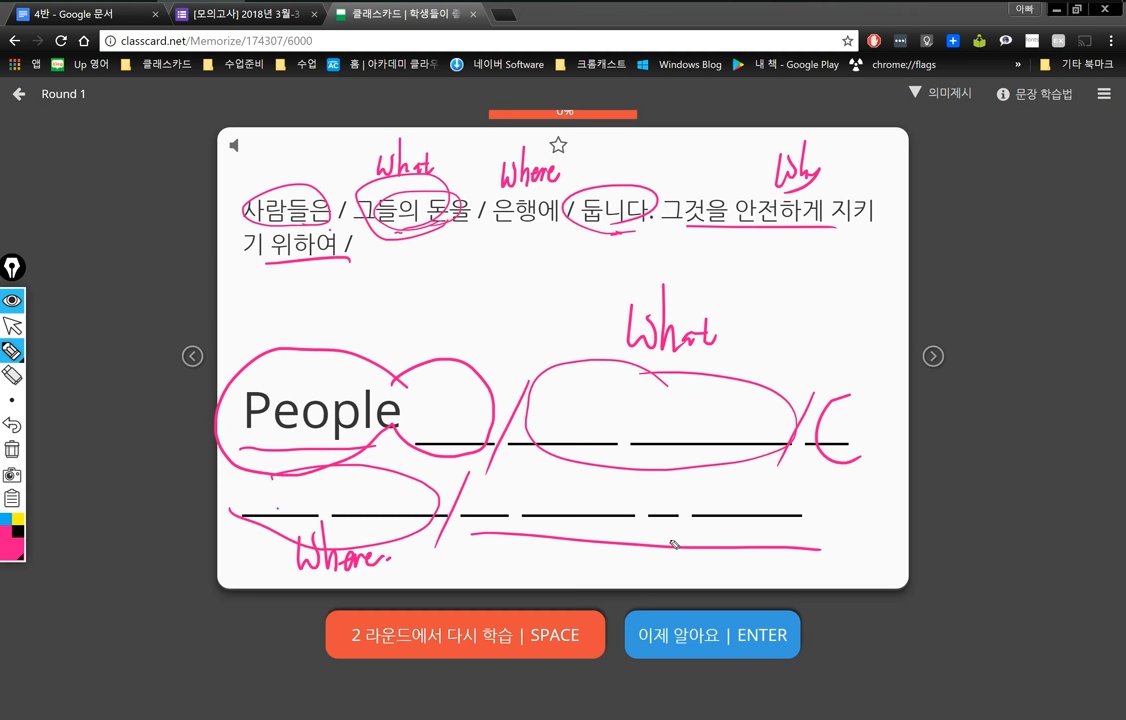 4반 - Google 문서
[모의고사] 2018년 3월-3
클래스카드 | 학생들이 좋
아빠
classcard.net/Memorize/174307/6000
앱 Up 영어 클래스카드 수업준비 수업 홈 | 아카데미 클라우 네이버 Software 크롬캐스트 Windows Blog 내 책 - Google Play chrome://flags » 기타 북마크
Round 1 의미제시 문장 학습법
0%
What Where Why
사람들은 / 그들의 돈을 / 은행에 / 둡니다. 그것을 안전하게 지키
기 위하여 /
What
People
Where.
2 라운드에서 다시 학습 | SPACE 이제 알아요 | ENTER